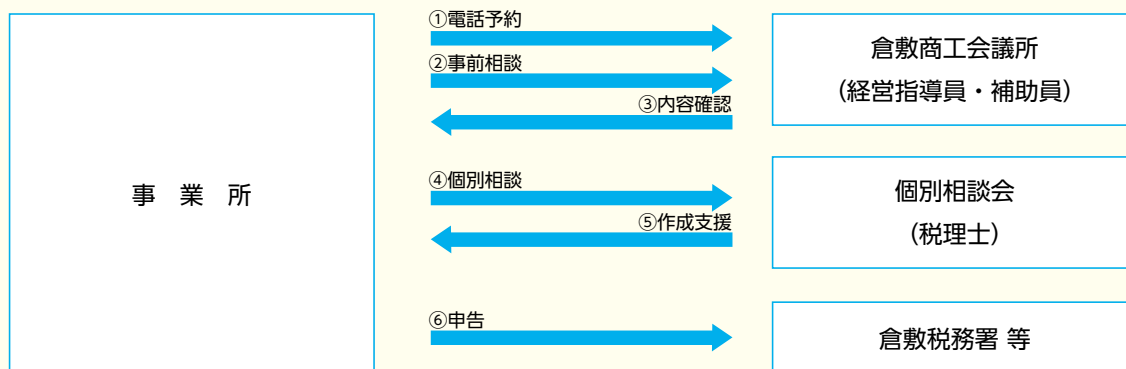 事業所
①電話予約
②事前相談
③内容確認
④個別相談
⑤作成支援
⑥申告
倉敷商工会議所
（経営指導員・補助員）
個別相談会
（税理士）
倉敷税務署 等